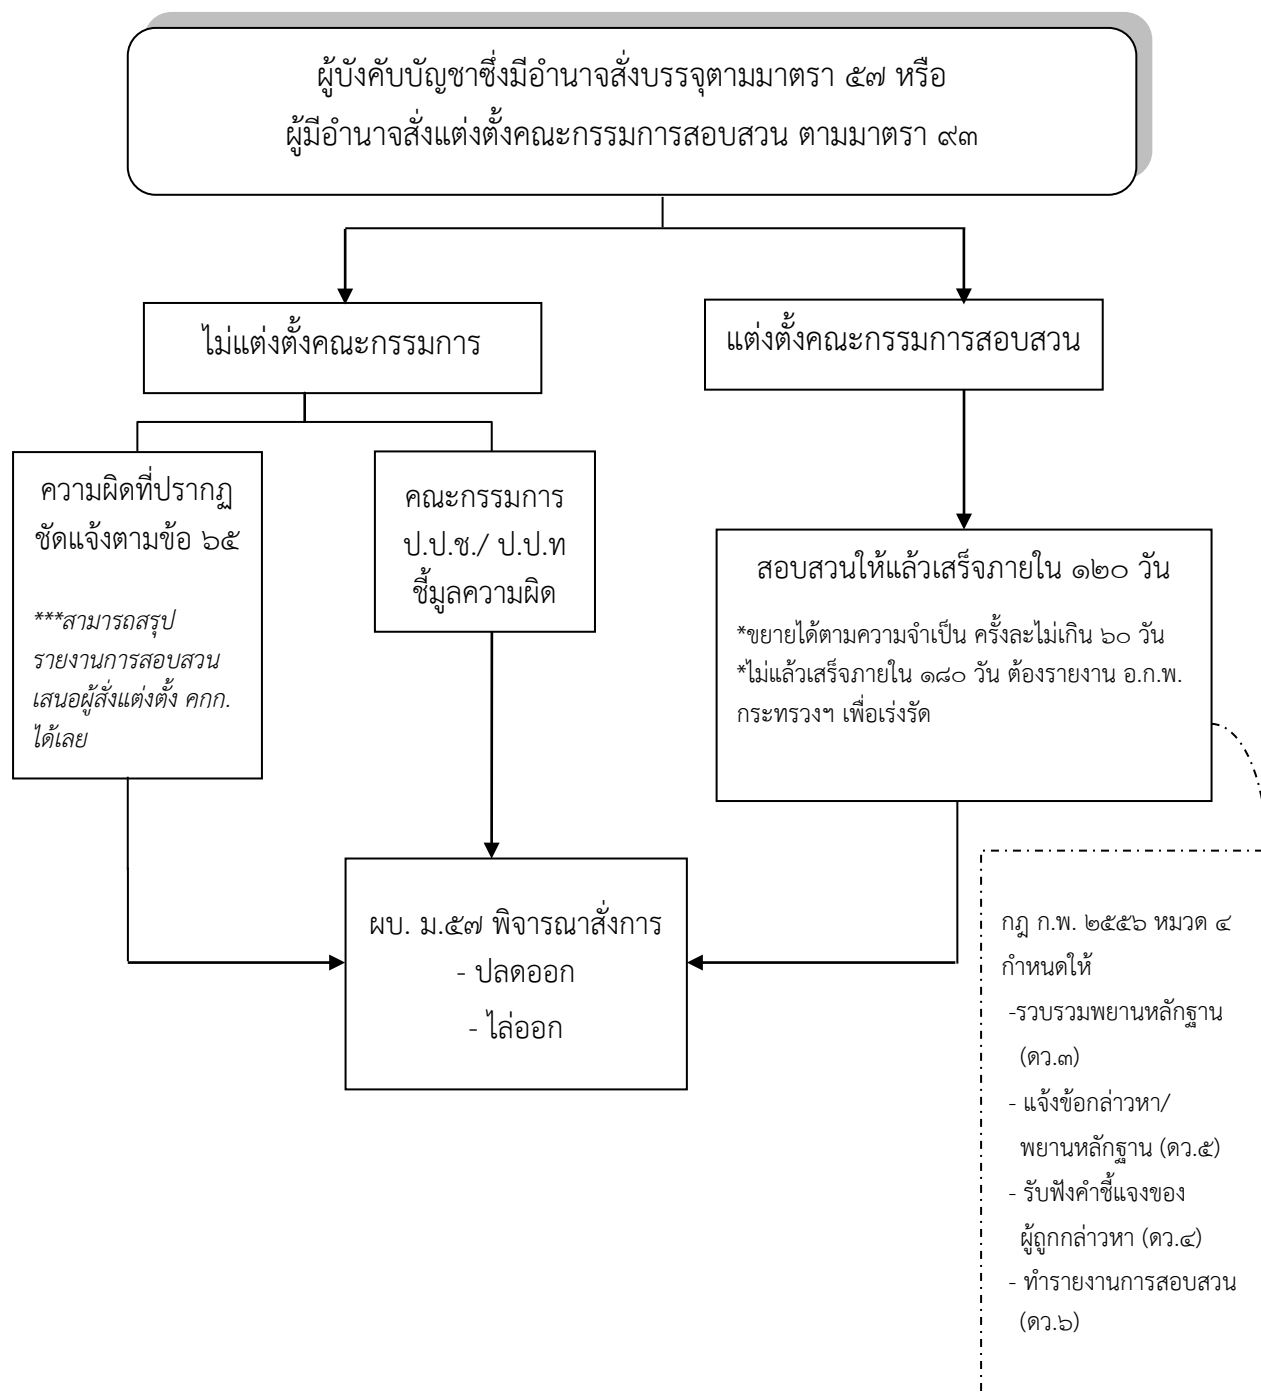 ผู้บังคับบัญชาซึ่งมีอำนาจสั่งบรรจุตามมาตรา ๕๗ หรือ
ผู้มีอำนาจสั่งแต่งตั้งคณะกรรมการสอบสวน ตามมาตรา ๙๓
ไม่แต่งตั้งคณะกรรมการ
แต่งตั้งคณะกรรมการสอบสวน
ความผิดที่ปรากฏ
ชัดแจ้งตามข้อ ๖๕
***สามารถสรุป
รายงานการสอบสวน
เสนอผู้สั่งแต่งตั้ง คกก.
ได้เลย
คณะกรรมการ
ป.ป.ช./ ป.ป.ท
ชี้มูลความผิด
สอบสวนให้แล้วเสร็จภายใน ๑๒๐ วัน
*ขยายได้ตามความจำเป็น ครั้งละไม่เกิน ๖๐ วัน
*ไม่แล้วเสร็จภายใน ๑๘๐ วัน ต้องรายงาน อ.ก.พ.
กระทรวงฯ เพื่อเร่งรัด
ผบ. ม.๕๗ พิจารณาสั่งการ
- ปลดออก
- ไล่ออก
กฎ ก.พ. ๒๕๕๖ หมวด ๔
กำหนดให้
-รวบรวมพยานหลักฐาน
(ดว.๓)
- แจ้งข้อกล่าวหา/
พยานหลักฐาน (ดว.๕)
- รับฟังคำชี้แจงของ
ผู้ถูกกล่าวหา (ดว.๔)
- ทำรายงานการสอบสวน
(ดว.๖)